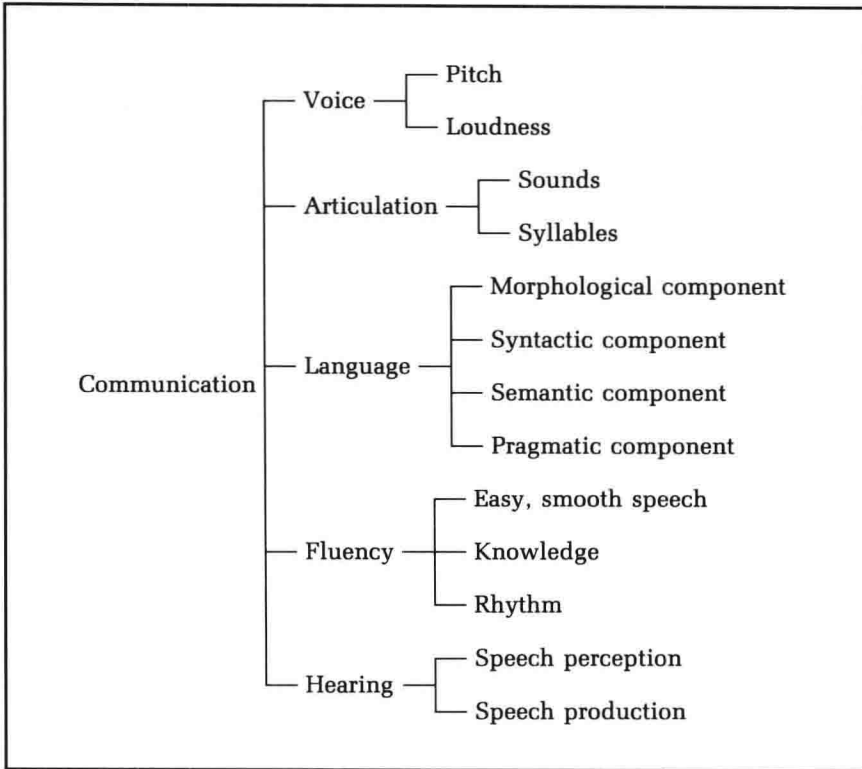 Pitch
Voice
Loudness
Sounds
Articulation
Syllables
Morphological component
Syntactic component
Language
Communication
Semantic component
Pragmatic component
Easy, smooth speech
Fluency
Knowledge
Rhythm
Speech perception
Hearing
Speech production